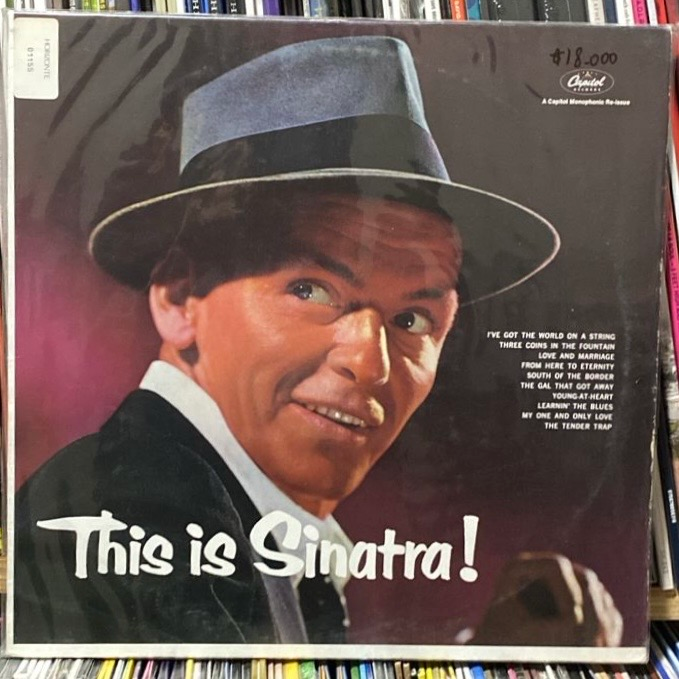 HORIZONTE
01155
$18.000
Capitol
RECORDS
A Capitol Monophonic Re-issue
I'VE GOT THE WORLD ON A STRING
THREE COINS IN THE FOUNTAIN
LOVE AND MARRIAGE
FROM HERE TO ETERNITY
SOUTH OF THE BORDER
THE GAL THAT GOT AWAY
YOUNG-AT-HEART
LEARNIN' THE BLUES
MY ONE AND ONLY LOVE
THE TENDER TRAP
This is Sinatra!